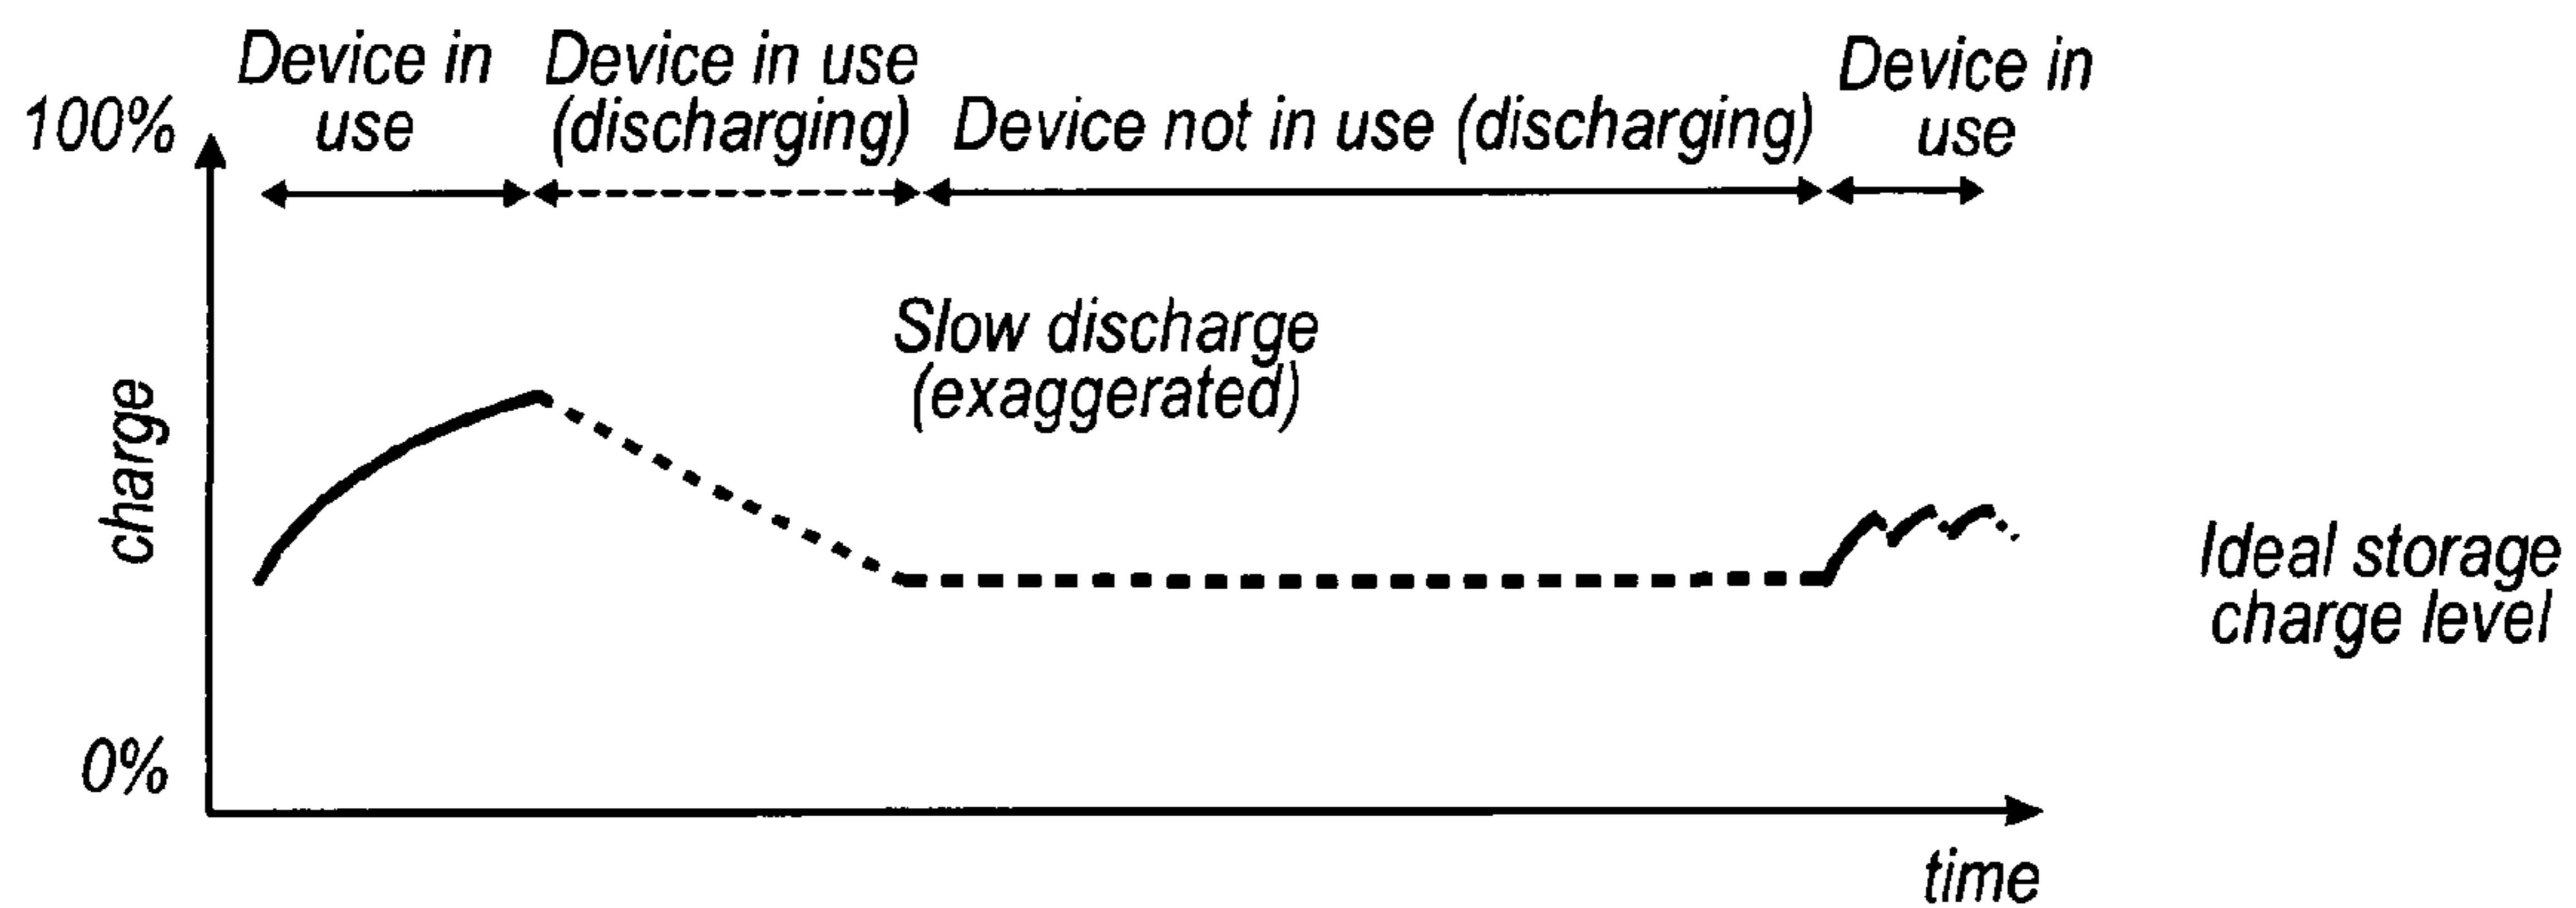 Device in
use
Device in use
(discharging)
Device not in use (discharging)
Device in
use
100%
Slow discharge
(exaggerated)
charge
Ideal storage
charge level
0%
time